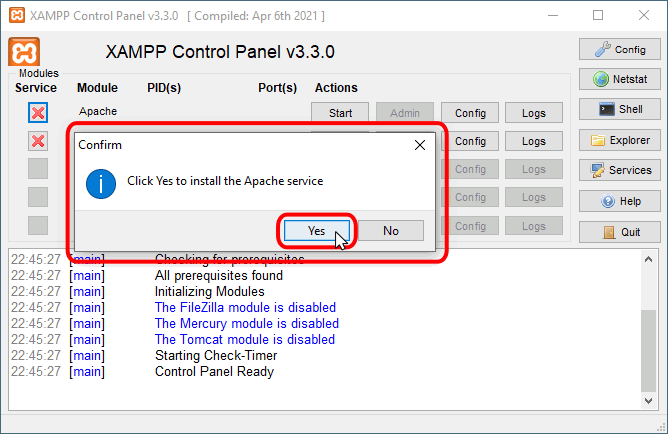 XAMPP Control Panel v3.3.0 [ Compiled: Apr 6th 2021 ]
XAMPP Control Panel v3.3.0
Config
Modules
Service Module PID(s) Port(s) Actions
Netstat
Apache Start Admin Config Logs
Shell
Config Logs
Explorer
Confirm
Config Logs
Services
Click Yes to install the Apache service
Config Logs
Help
Yes No
Config Logs
Quit
22:45:27 [main] Checking for prerequisites
22:45:27 [main] All prerequisites found
22:45:27 [main] Initializing Modules
22:45:27 [main] The FileZilla module is disabled
22:45:27 [main] The Mercury module is disabled
22:45:27 [main] The Tomcat module is disabled
22:45:27 [main] Starting Check-Timer
22:45:27 [main] Control Panel Ready